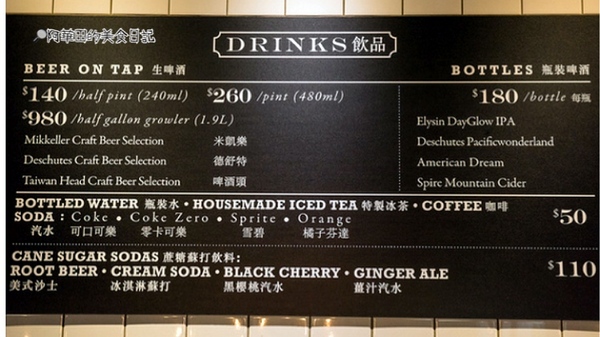 阿華田的美食日記
DRINKS 飲品
BEER ON TAP 生啤酒
$140 /half pint (240ml) $260 /pint (480ml)
$980 /half gallon growler (1.9L)
Mikkeller Craft Beer Selection 米凱樂
Deschutes Craft Beer Selection 德舒特
Taiwan Head Craft Beer Selection 啤酒頭
BOTTLES 瓶裝啤酒
$180 /bottle 每瓶
Elysin DayGlow IPA
Deschutes Pacificwonderland
American Dream
Spire Mountain Cider
BOTTLED WATER 瓶裝水 • HOUSEMADE ICED TEA 特製冰茶 • COFFEE 咖啡
SODA : Coke • Coke Zero • Sprite • Orange $50
汽水 可口可樂 零卡可樂 雪碧 橘子芬達
CANE SUGAR SODAS 蔗糖蘇打飲料:
ROOT BEER • CREAM SODA • BLACK CHERRY • GINGER ALE $110
美式沙士 冰淇淋蘇打 黑櫻桃汽水 薑汁汽水